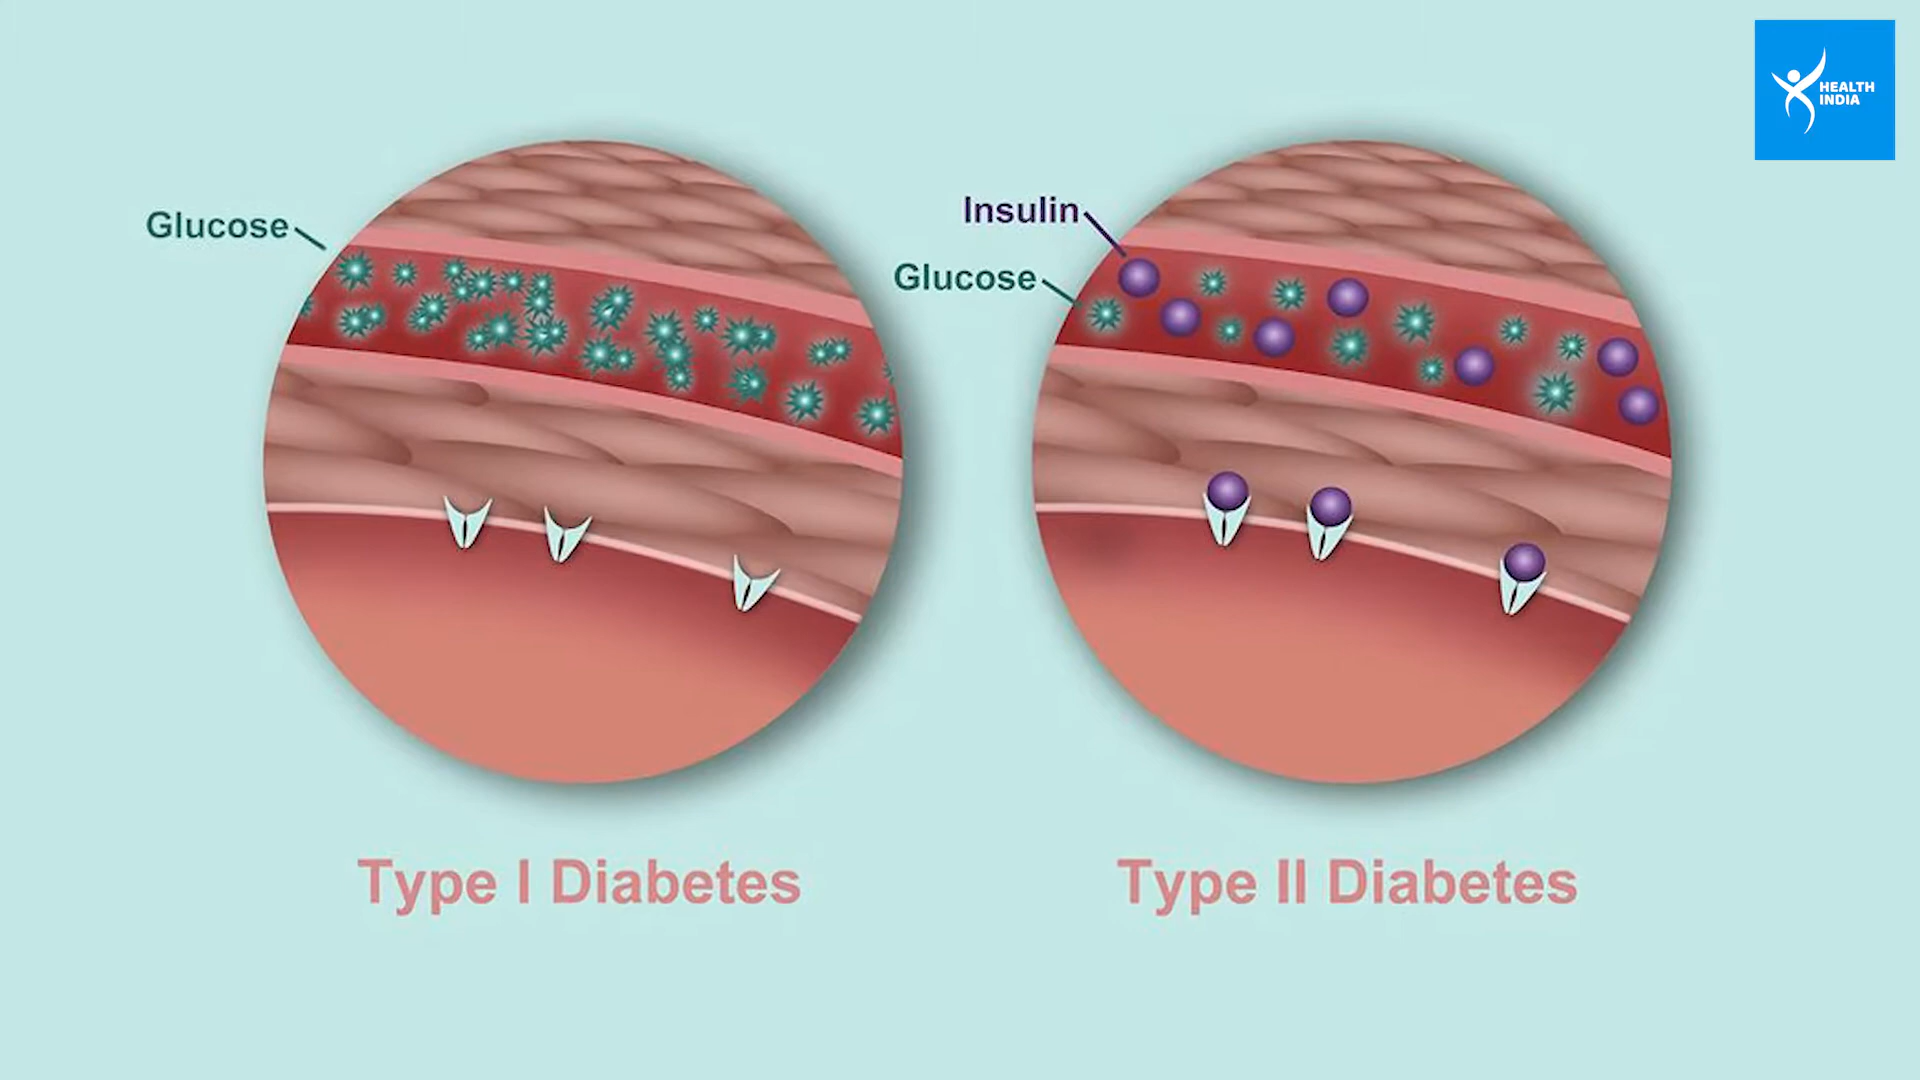 HEALTH
INDIA
Glucose
Insulin
Glucose
Type I Diabetes
Type II Diabetes